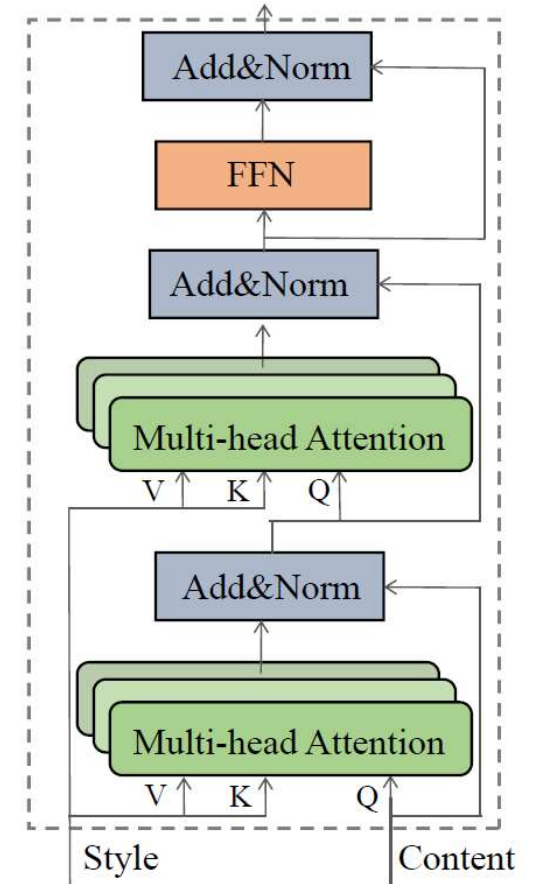 Add&Norm
FFN
Add&Norm
Multi-head Attention
V K Q
Add&Norm
Multi-head Attention
V K Q
Style Content